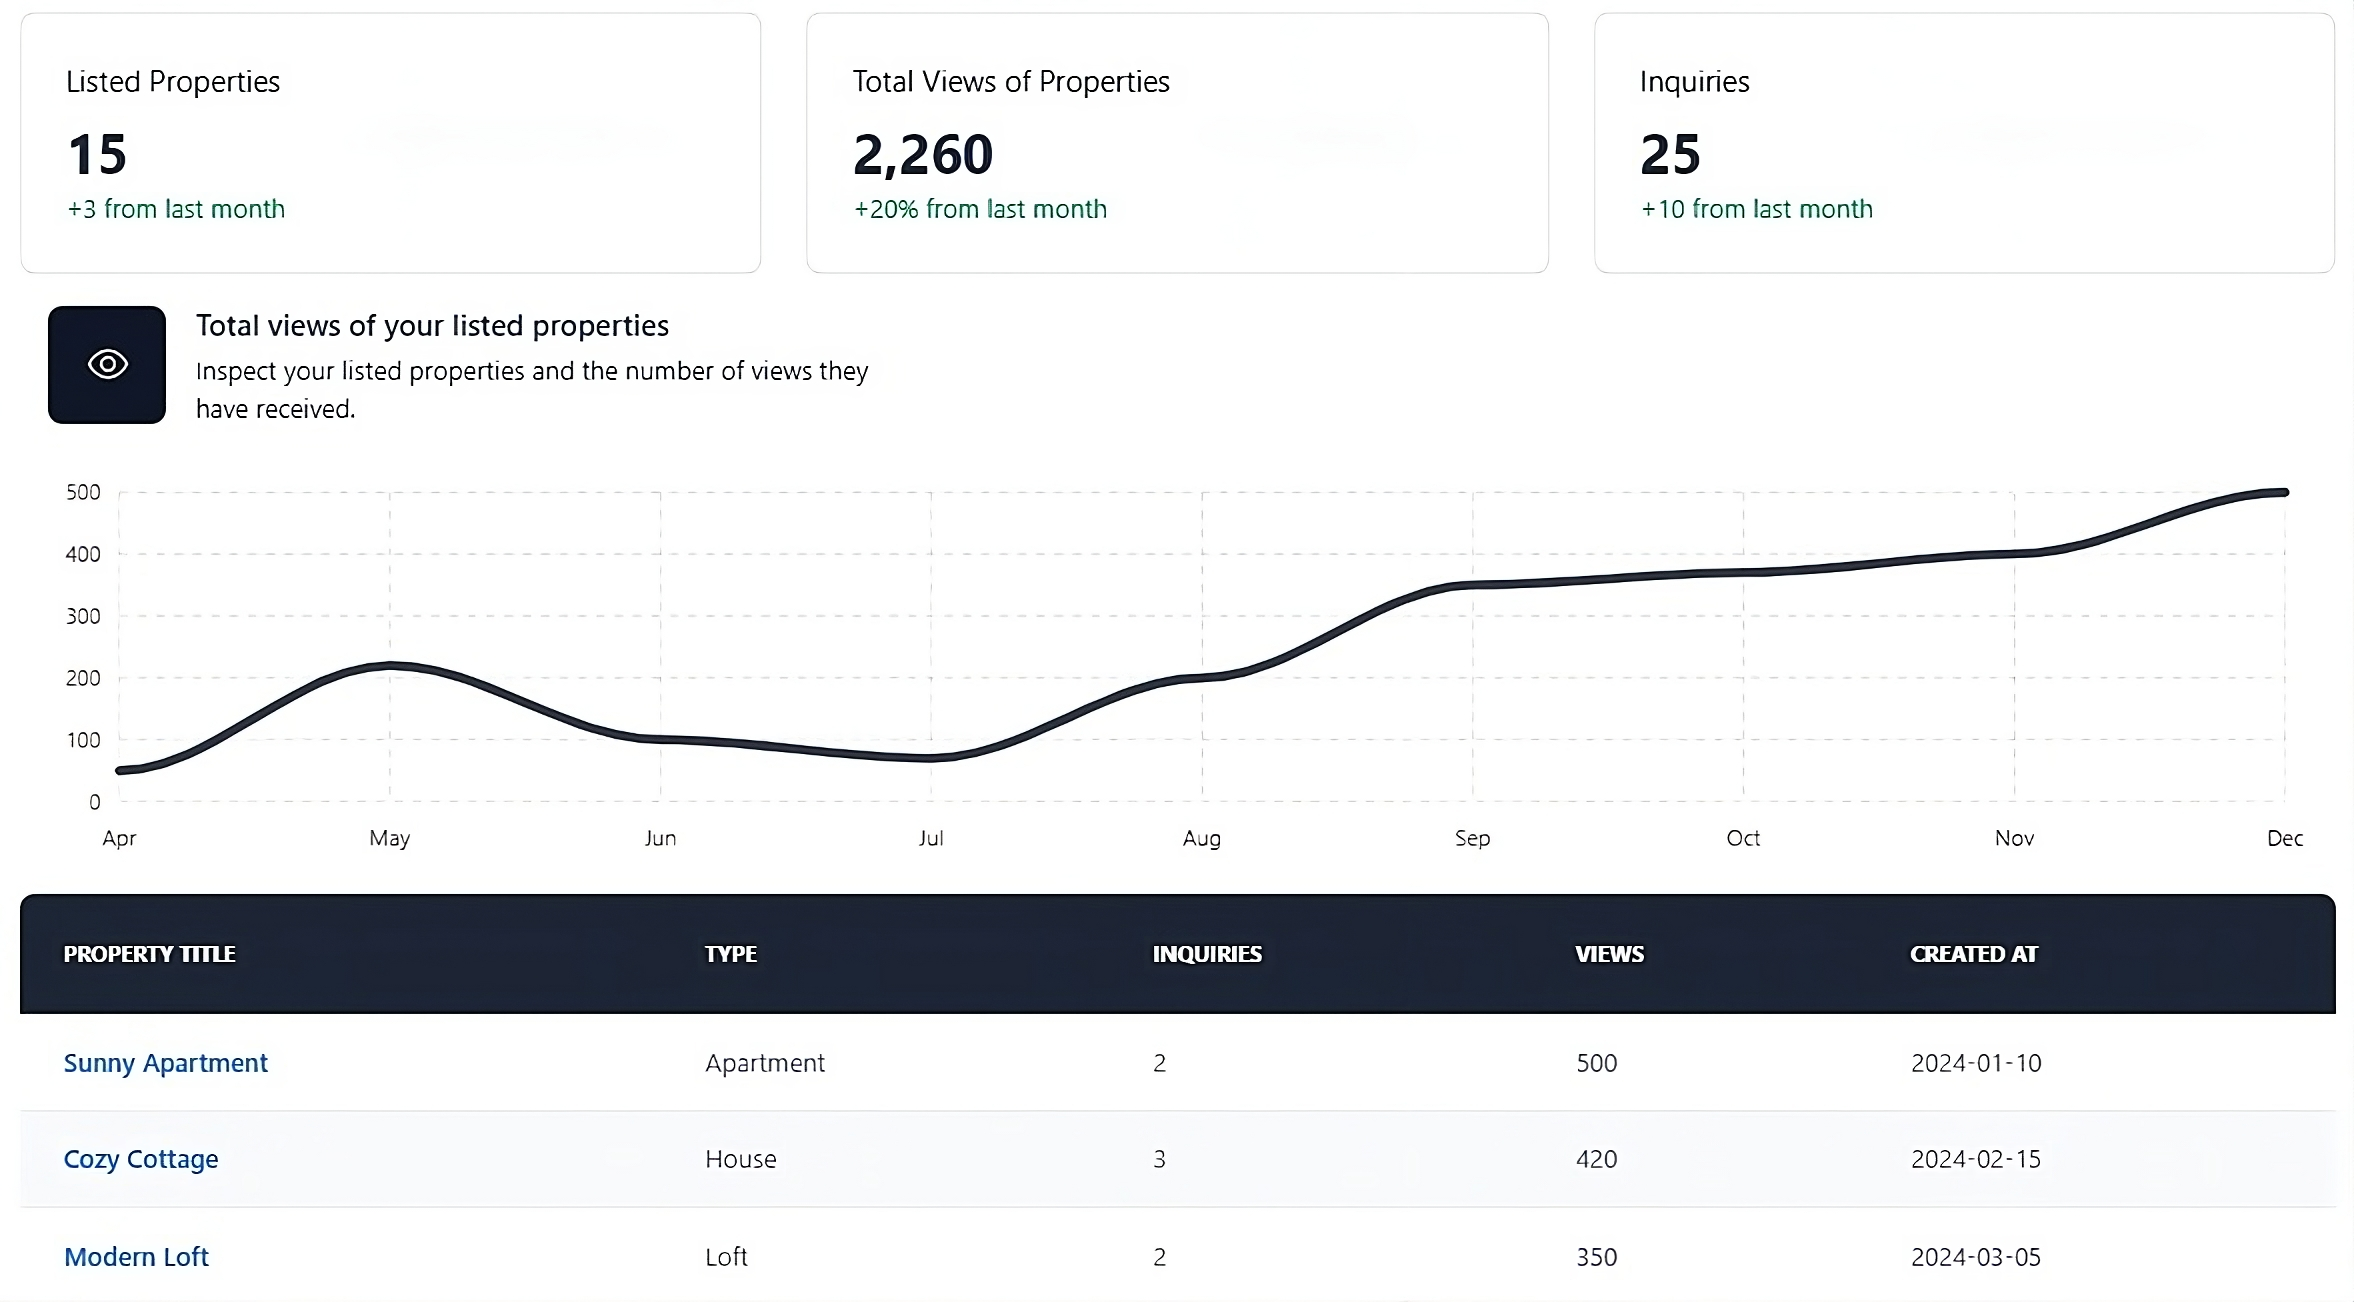 Listed Properties
15
+3 from last month
Total Views of Properties
2,260
+20% from last month
Inquiries
25
+10 from last month
Total views of your listed properties
Inspect your listed properties and the number of views they
have received.
500
400
300
200
100
0
Apr May Jun Jul Aug Sep Oct Nov Dec
PROPERTY TITLE TYPE INQUIRIES VIEWS CREATED AT
Sunny Apartment Apartment 2 500 2024-01-10
Cozy Cottage House 3 420 2024-02-15
Modern Loft Loft 2 350 2024-03-05